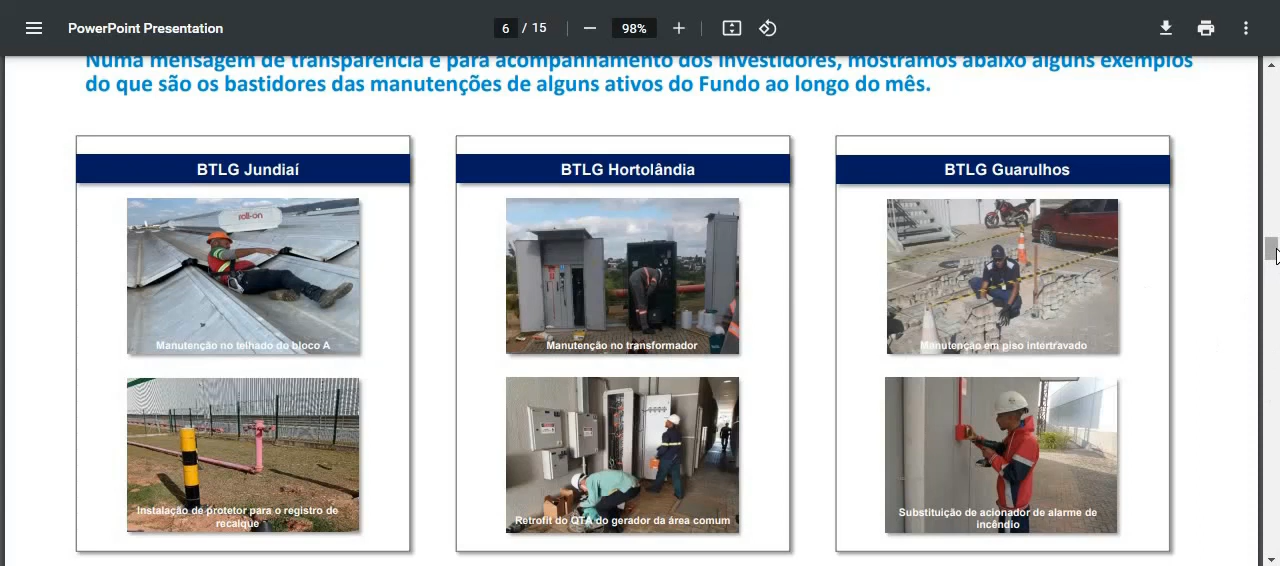 PowerPoint Presentation
6 / 15
98%
Numa mensagem de transparência e para acompanhamento dos investidores, mostramos abaixo alguns exemplos
do que são os bastidores das manutenções de alguns ativos do Fundo ao longo do mês.
BTLG Jundiaí
roll-on
Manutenção no telhado do bloco A
Instalação de protetor para o registro de
recalque
BTLG Hortolândia
Manutenção no transformador
Retrofit do QTA do gerador da área comum
BTLG Guarulhos
Manutenção em piso intertravado
Substituição de acionador de alarme de
incêndio